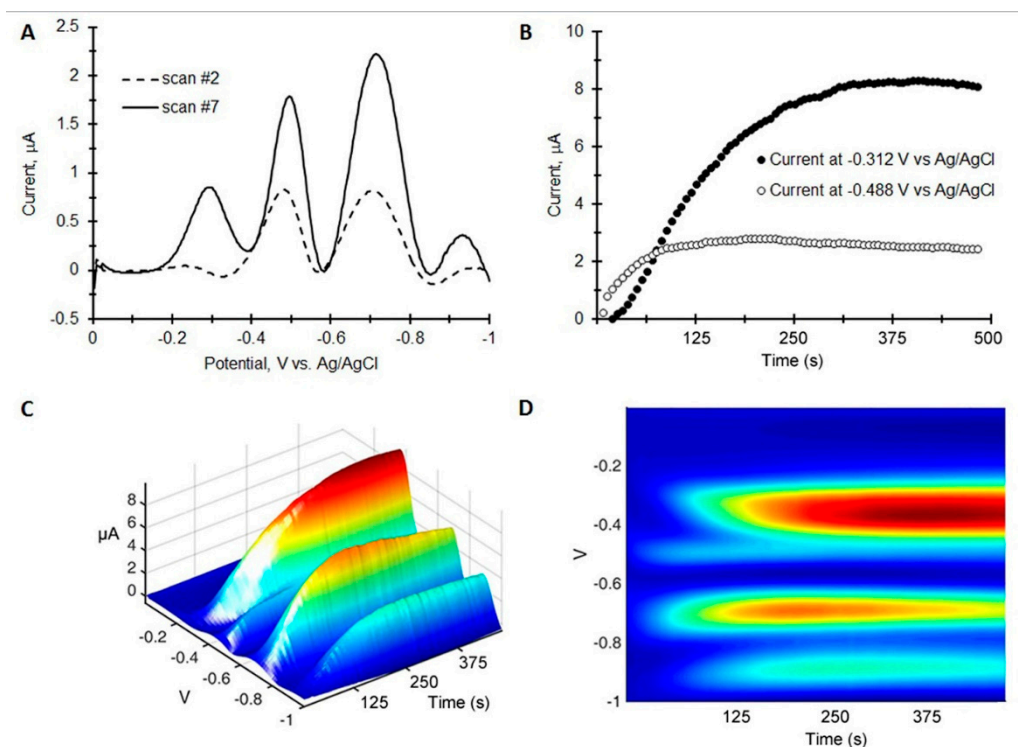 A
2.5
2
1.5
1
0.5
0
-0.5
Current, µA
scan #2
scan #7
0
-0.2
-0.4
-0.6
-0.8
-1
Potential, V vs. Ag/AgCl
B
10
8
6
4
2
0
Current, µA
Current at -0.312 V vs Ag/AgCl
Current at -0.488 V vs Ag/AgCl
125
250
375
500
Time (s)
C
µA
8
6
4
2
0
-0.2
-0.4
-0.6
-0.8
-1
V
125
250
375
Time (s)
D
-0.2
-0.4
-0.6
-0.8
-1
V
125
250
375
Time (s)